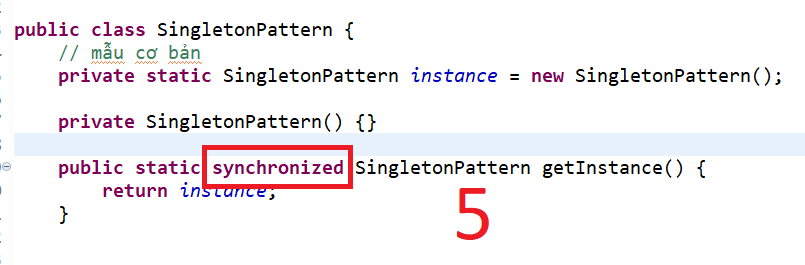 public class SingletonPattern {
// mẫu cơ bản
private static SingletonPattern instance = new SingletonPattern();
private SingletonPattern() {}
public static synchronized SingletonPattern getInstance() {
return instance;
}
5